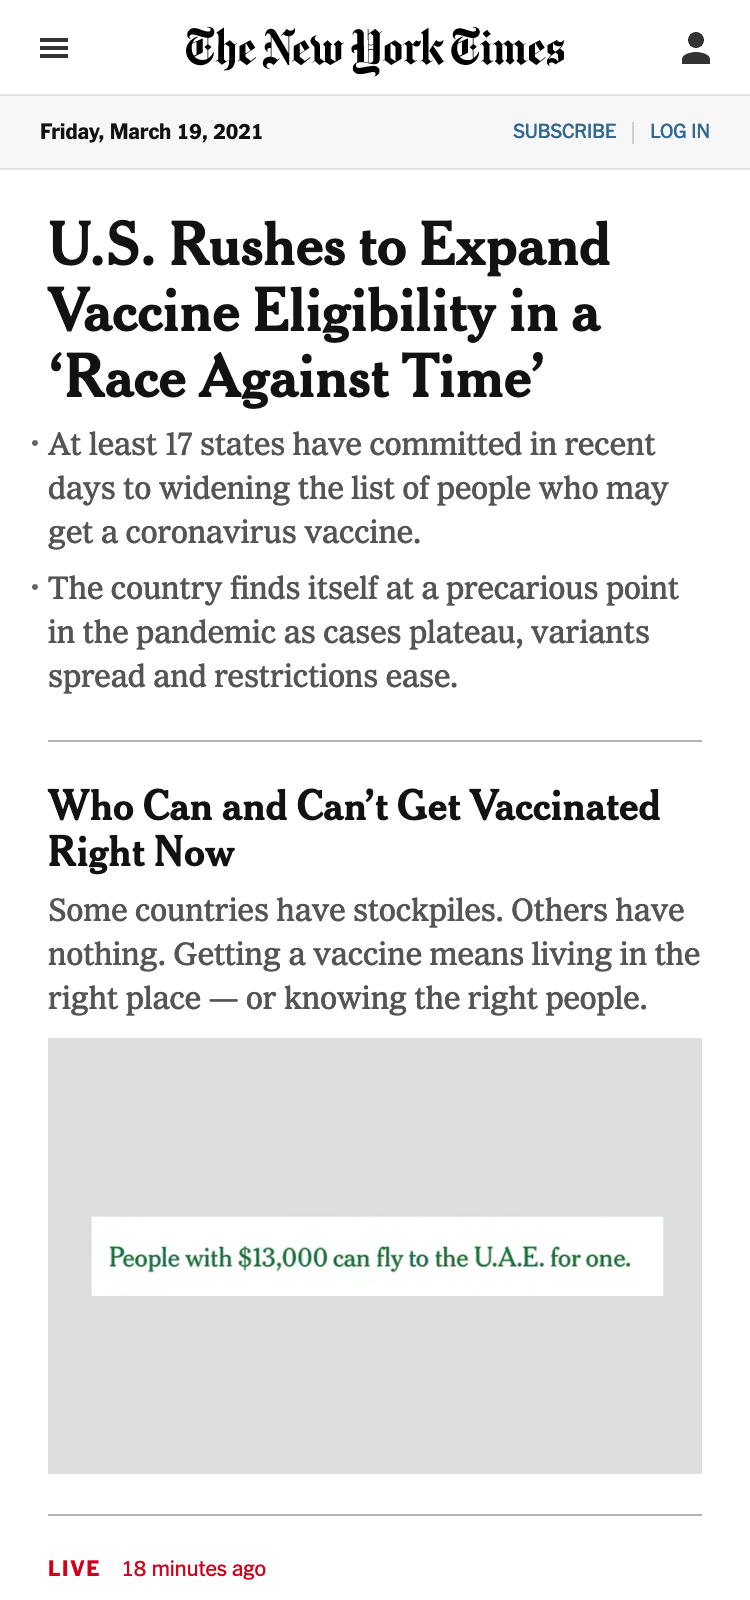 The New York Times
Friday, March 19, 2021
SUBSCRIBE | LOG IN
U.S. Rushes to Expand
Vaccine Eligibility in a
‘Race Against Time’
• At least 17 states have committed in recent
days to widening the list of people who may
get a coronavirus vaccine.
• The country finds itself at a precarious point
in the pandemic as cases plateau, variants
spread and restrictions ease.
Who Can and Can’t Get Vaccinated
Right Now
Some countries have stockpiles. Others have
nothing. Getting a vaccine means living in the
right place — or knowing the right people.
People with $13,000 can fly to the U.A.E. for one.
LIVE 18 minutes ago